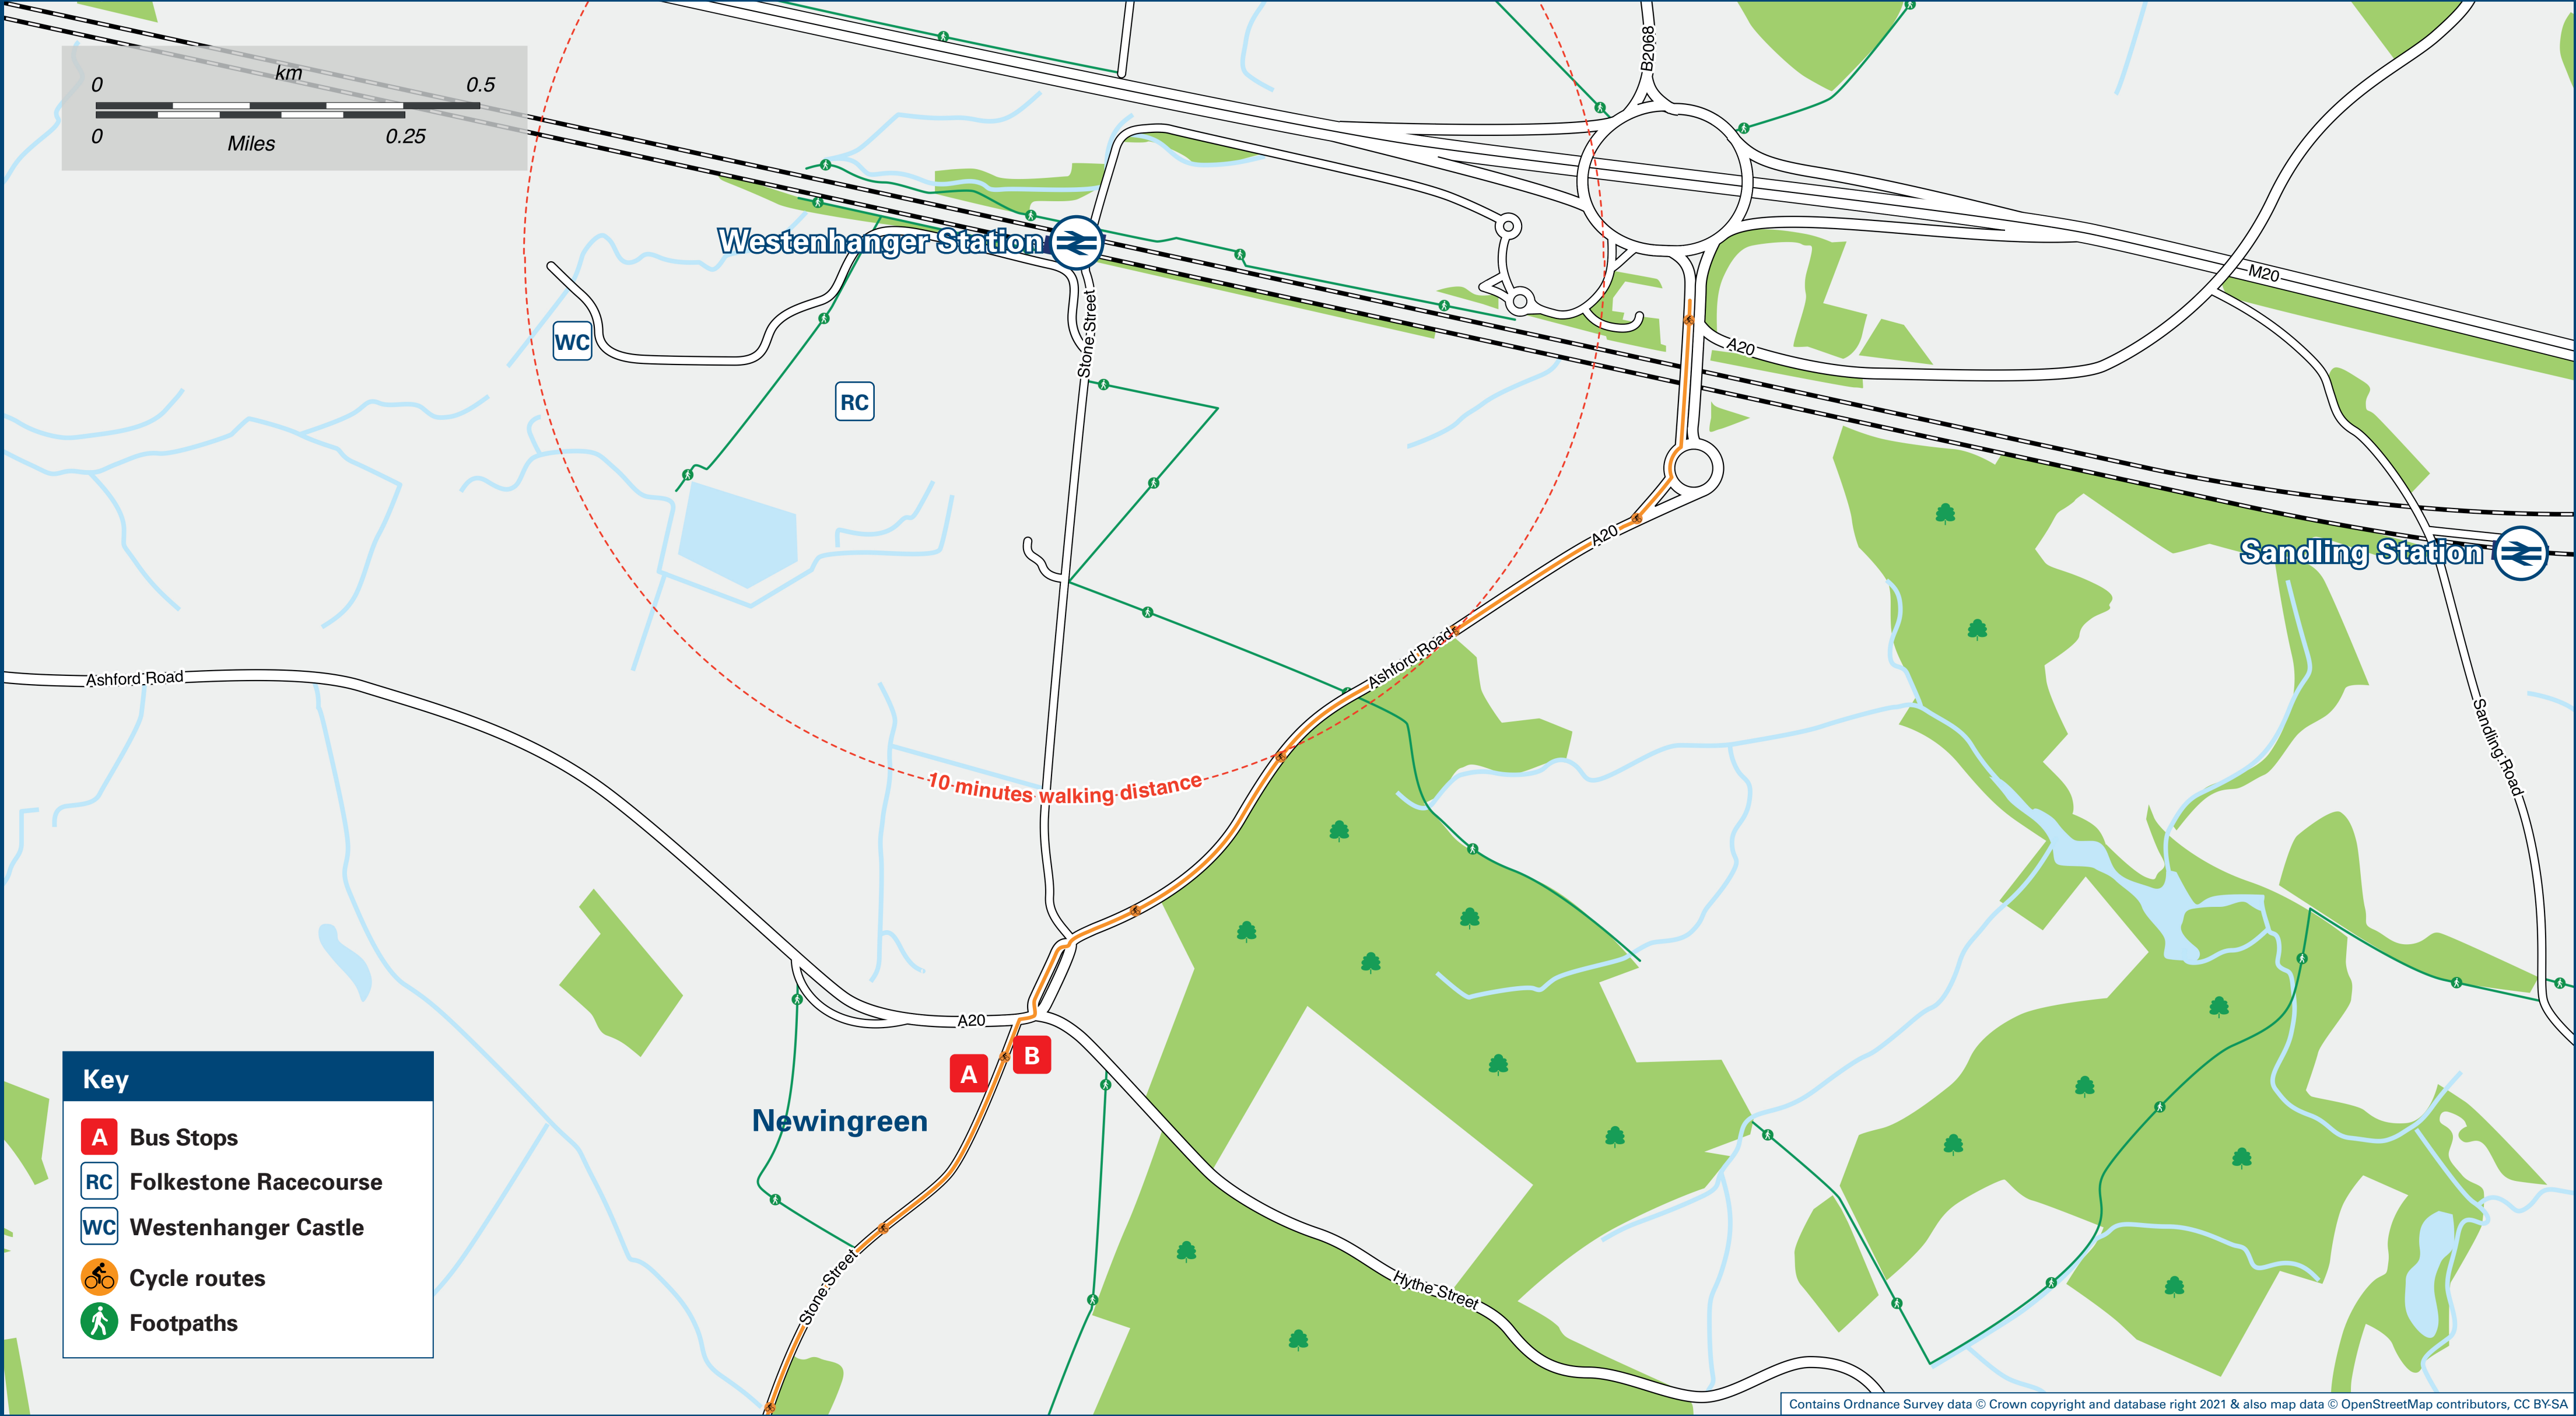 B2068
km
0
0.5
0
0.25
Miles
Westenhanger Station
M20
WC
Stone Street
A20
RC
A20
Sandling Station
Ashford Road
Ashford Road
Sandling Road
10 minutes walking distance
A20
B
A
Newingreen
Stone Street
Hythe Street
Key
A Bus Stops
RC Folkestone Racecourse
WC Westenhanger Castle
Cycle routes
Footpaths
Contains Ordnance Survey data © Crown copyright and database right 2021 & also map data © OpenStreetMap contributors, CC BY-SA